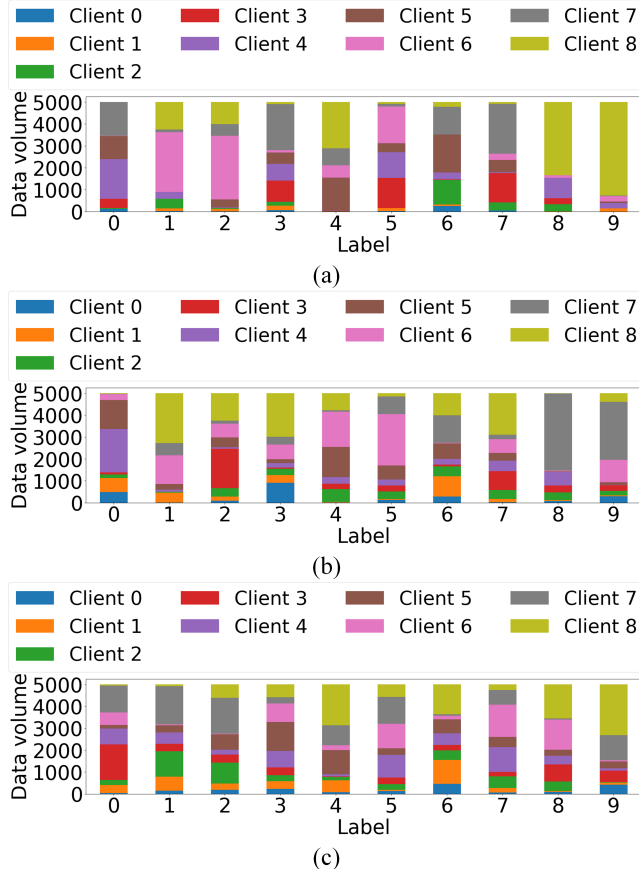 Client 0 Client 3 Client 5 Client 7
Client 1 Client 4 Client 6 Client 8
Client 2
5000
4000
3000
2000
1000
0
Data volume
0 1 2 3 4 5 6 7 8 9
Label
(a)
Client 0 Client 3 Client 5 Client 7
Client 1 Client 4 Client 6 Client 8
Client 2
5000
4000
3000
2000
1000
0
Data volume
0 1 2 3 4 5 6 7 8 9
Label
(b)
Client 0 Client 3 Client 5 Client 7
Client 1 Client 4 Client 6 Client 8
Client 2
5000
4000
3000
2000
1000
0
Data volume
0 1 2 3 4 5 6 7 8 9
Label
(c)